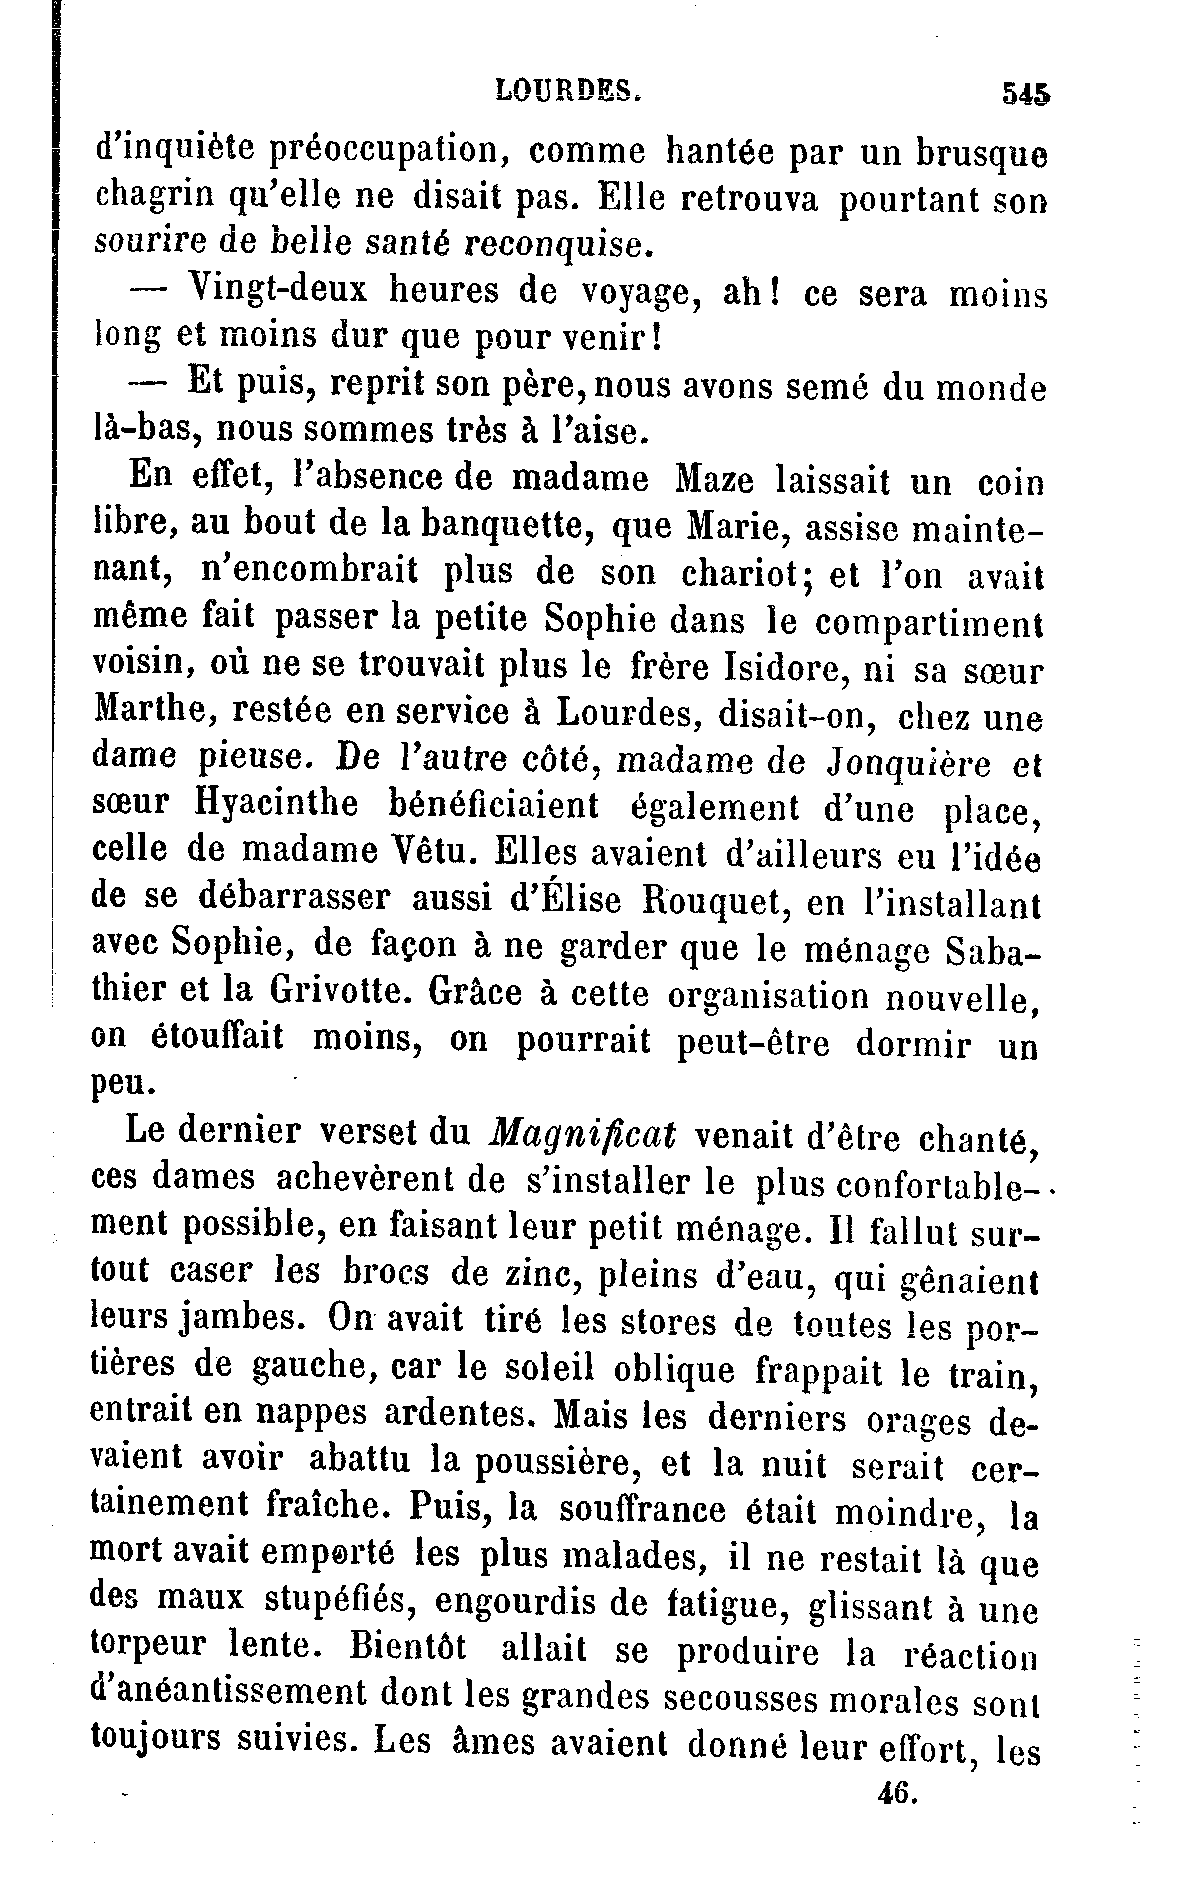 LOURDES. 545
d'inquiète préoccupation, comme hantée par un brusque
chagrin qu'elle ne disait pas. Elle retrouva pourtant son
sourire de belle santé reconquise.
— Vingt-deux heures de voyage, ah! ce sera moins
long et moins dur que pour venir!
— Et puis, reprit son père, nous avons semé du monde
là-bas, nous sommes très à l'aise.
En effet, l'absence de madame Maze laissait un coin
libre, au bout de la banquette, que Marie, assise mainte-
nant, n'encombrait plus de son chariot; et l'on avait
même fait passer la petite Sophie dans le compartiment
voisin, où ne se trouvait plus le frère Isidore, ni sa sœur
Marthe, restée en service à Lourdes, disait-on, chez une
dame pieuse. De l'autre côté, madame de Jonquière et
sœur Hyacinthe bénéficiaient également d'une place,
celle de madame Vêtu. Elles avaient d'ailleurs eu l'idée
de se débarrasser aussi d'Élise Rouquet, en l'installant
avec Sophie, de façon à ne garder que le ménage Saba-
thier et la Grivotte. Grâce à cette organisation nouvelle,
on étouffait moins, on pourrait peut-être dormir un
peu.
Le dernier verset du Magnificat venait d'être chanté,
ces dames achevèrent de s'installer le plus confortable-
ment possible, en faisant leur petit ménage. Il fallut sur-
tout caser les brocs de zinc, pleins d'eau, qui gênaient
leurs jambes. On avait tiré les stores de toutes les por-
tières de gauche, car le soleil oblique frappait le train,
entrait en nappes ardentes. Mais les derniers orages de-
vaient avoir abattu la poussière, et la nuit serait cer-
tainement fraîche. Puis, la souffrance était moindre, la
mort avait emporté les plus malades, il ne restait là que
des maux stupéfiés, engourdis de fatigue, glissant à une
torpeur lente. Bientôt allait se produire la réaction
d'anéantissement dont les grandes secousses morales sont
toujours suivies. Les âmes avaient donné leur effort, les
46.